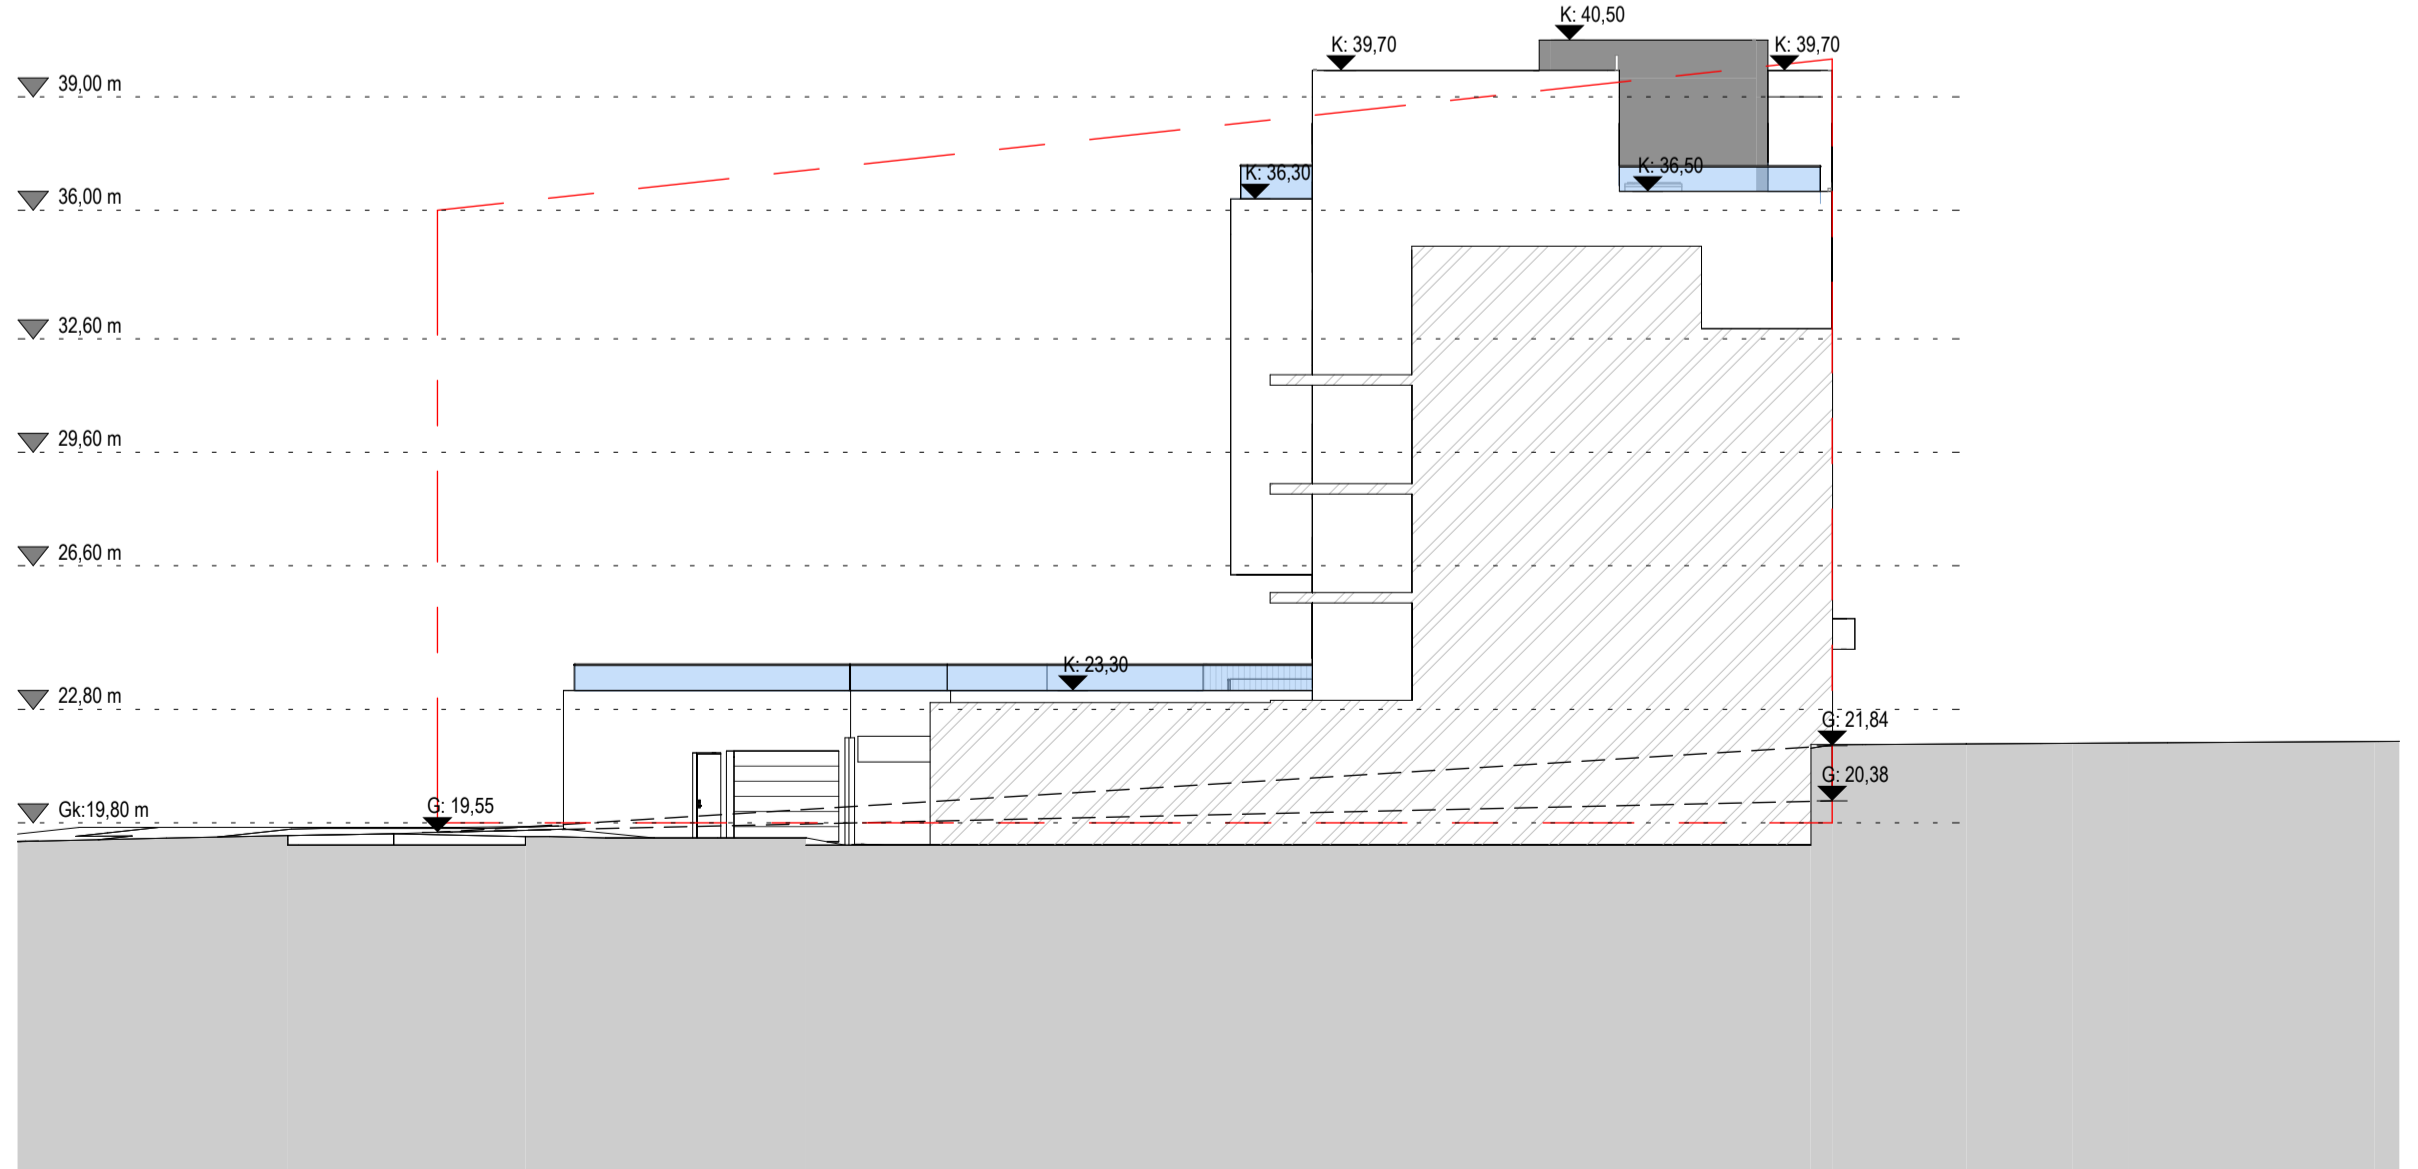 K: 40,50
K: 39,70
K: 39,70
39,00 m
K: 36,30
K: 36,50
36,00 m
32,60 m
29,60 m
26,60 m
K: 23,30
22,80 m
G: 21,84
G: 20,38
Gk:19,80 m
G: 19,55